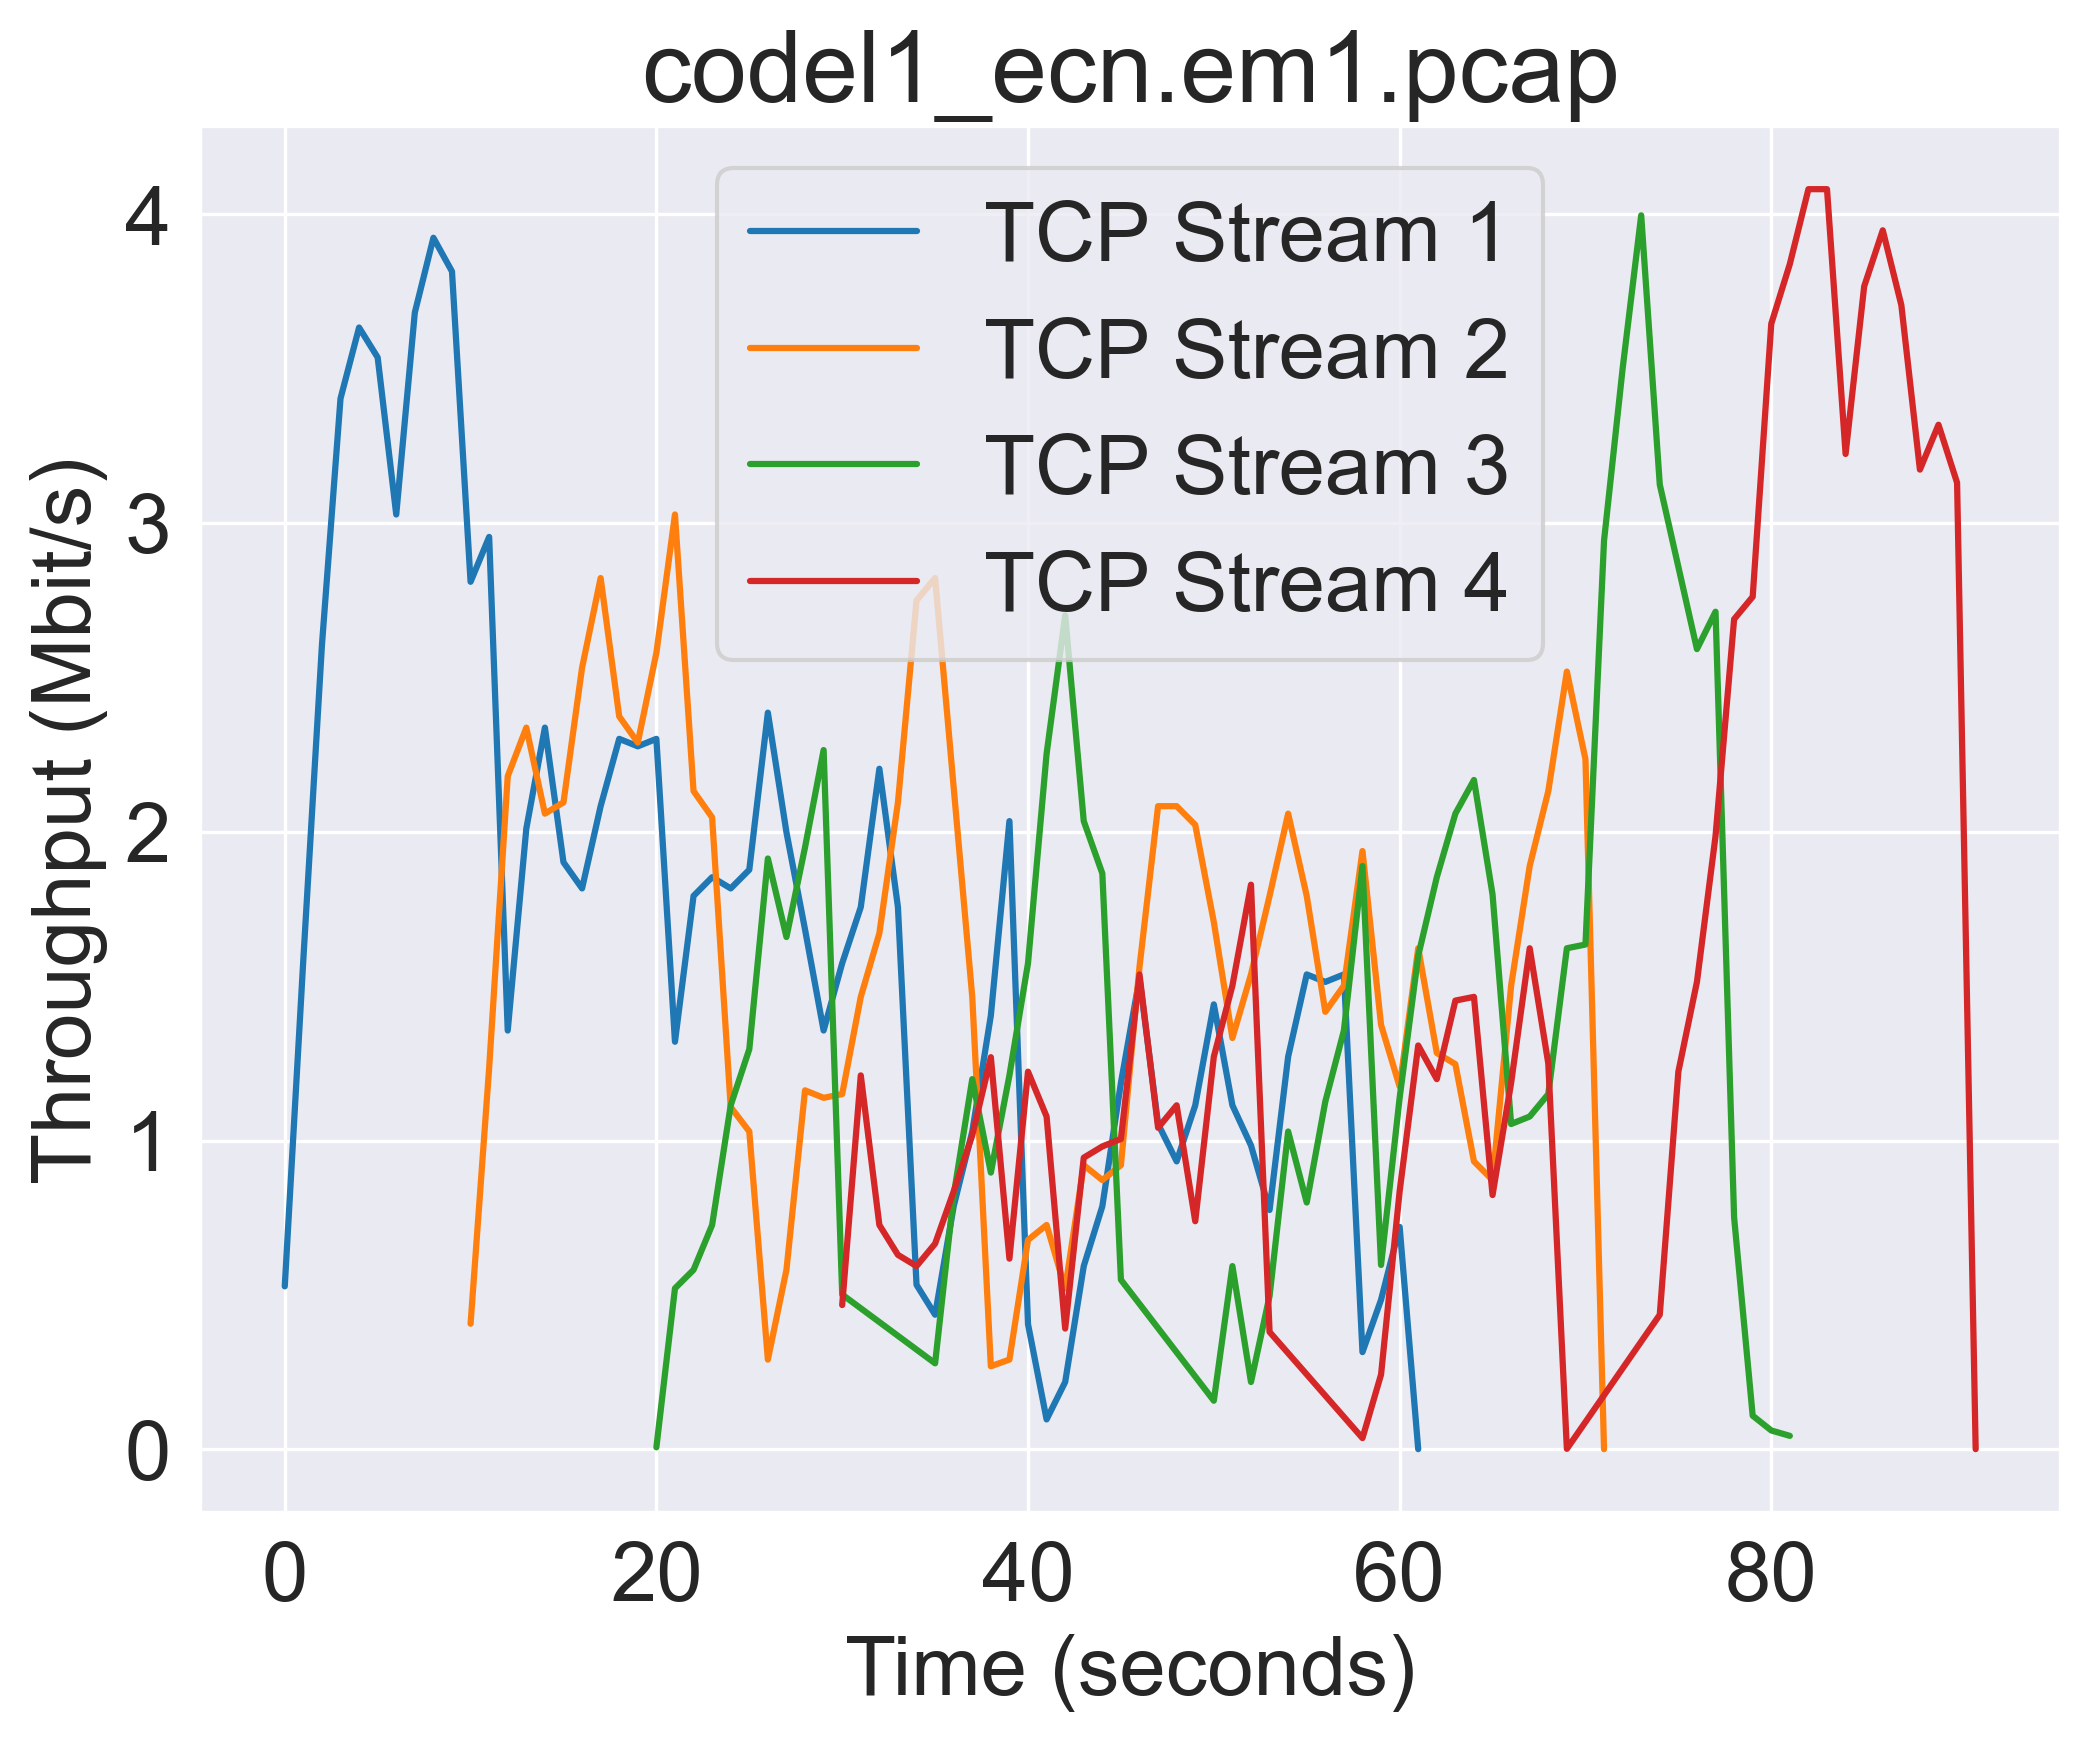 codel1_ecn.em1.pcap
TCP Stream 1
TCP Stream 2
TCP Stream 3
TCP Stream 4
Throughput (Mbit/s)
4
3
2
1
0
0 20 40 60 80
Time (seconds)